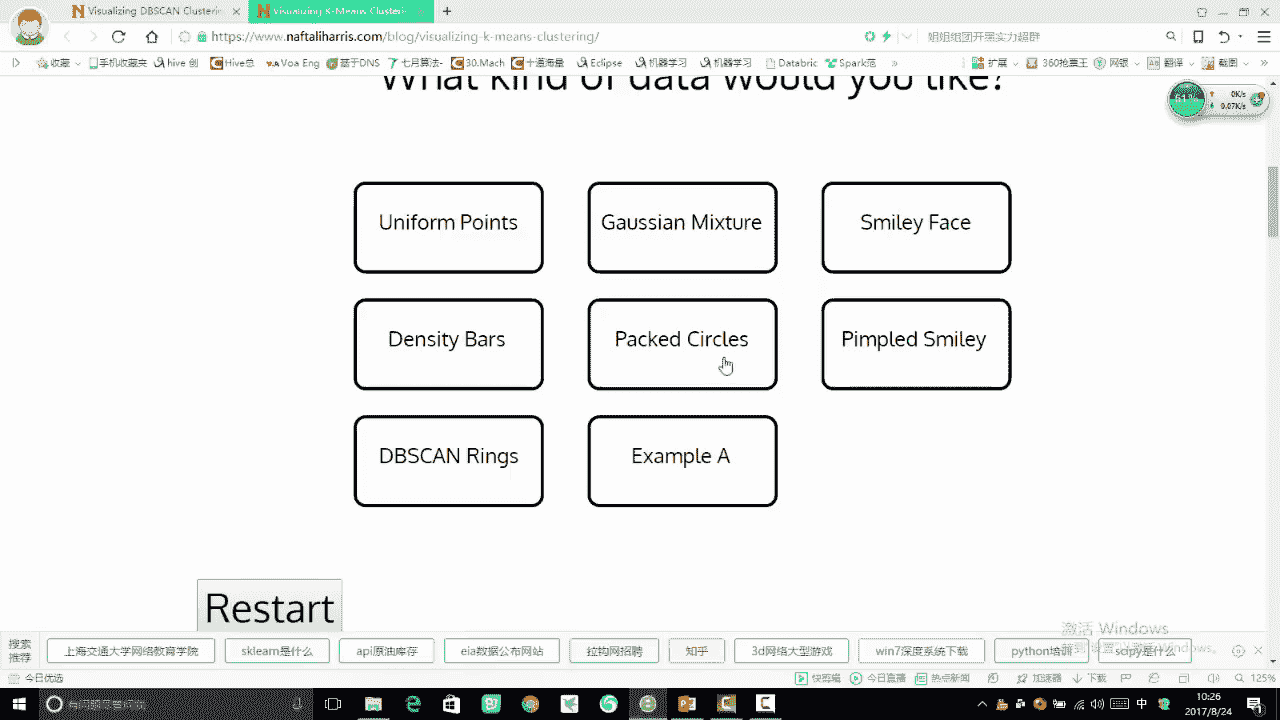 Visualizing DBSCAN Clusterin
Visualizing K-Means Clusteri
https://www.naftaliharris.com/blog/visualizing-k-means-clustering/
姐姐组团开黑实力超群
收藏 手机收藏夹 hive 创 Hive总 Voa Eng 基于DNS 七月算法- 30.Mach 十道海量 Eclipse 机器学习 机器学习 Databric Spark范 » 扩展 360抢票王 网银 翻译 截图 »
What kind of data would you like?
0K/s
0.07K/s
Uniform Points
Gaussian Mixture
Smiley Face
Density Bars
Packed Circles
Pimpled Smiley
DBSCAN Rings
Example A
Restart
激活 Windows
搜索推荐
上海交通大学网络教育学院 sklearn是什么 api原油库存 eia数据公布网站 拉构网招聘 知乎 3d网络大型游戏 win7深度系统下载 python培训 scipy是什么
今日优选
快剪辑 今日直播 热点新闻 加速器 下载 125%
中
10:26
2017/8/24